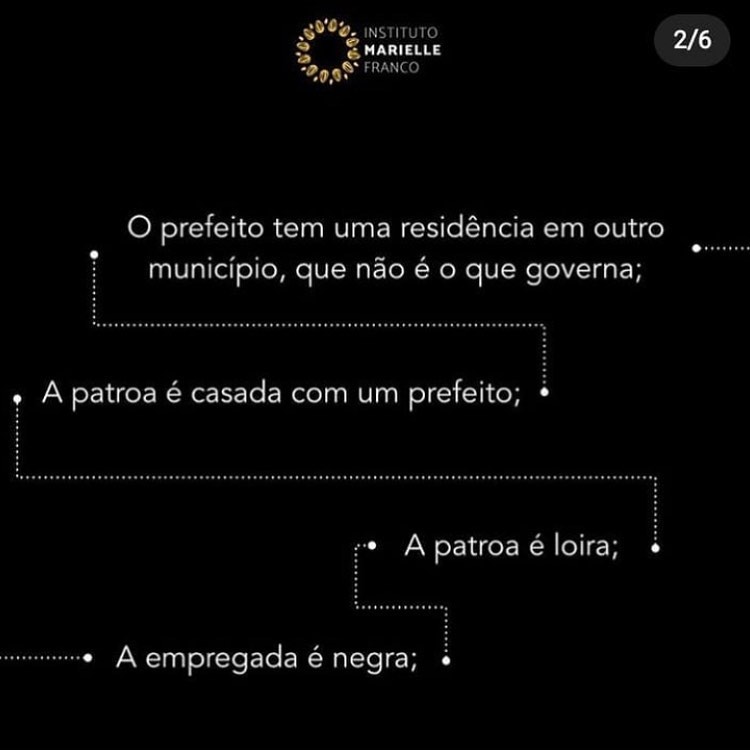 INSTITUTO
MARIELLE
FRANCO
2/6
O prefeito tem uma residência em outro
município, que não é o que governa;
A patroa é casada com um prefeito;
A patroa é loira;
A empregada é negra;